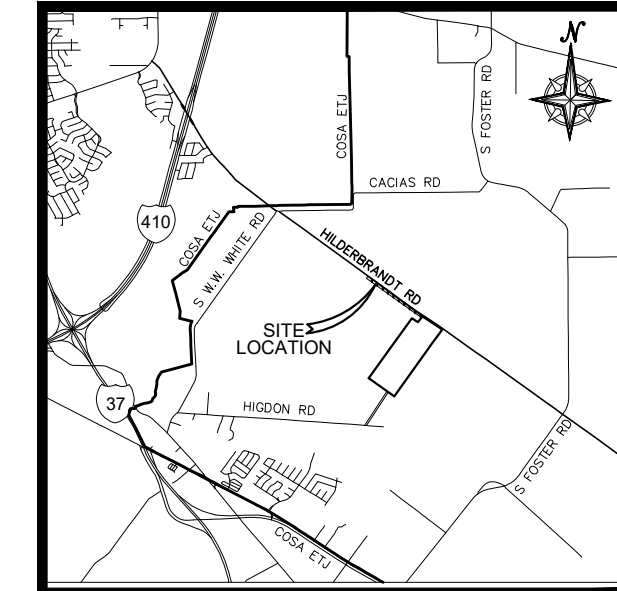 N
S FOSTER RD
COSA ETJ
CACIAS RD
410
COSA ETJ
S W.W. WHITE RD
HILDERBRANDT RD
SITE
LOCATION
37
HIGDON RD
S FOSTER RD
COSA ETJ